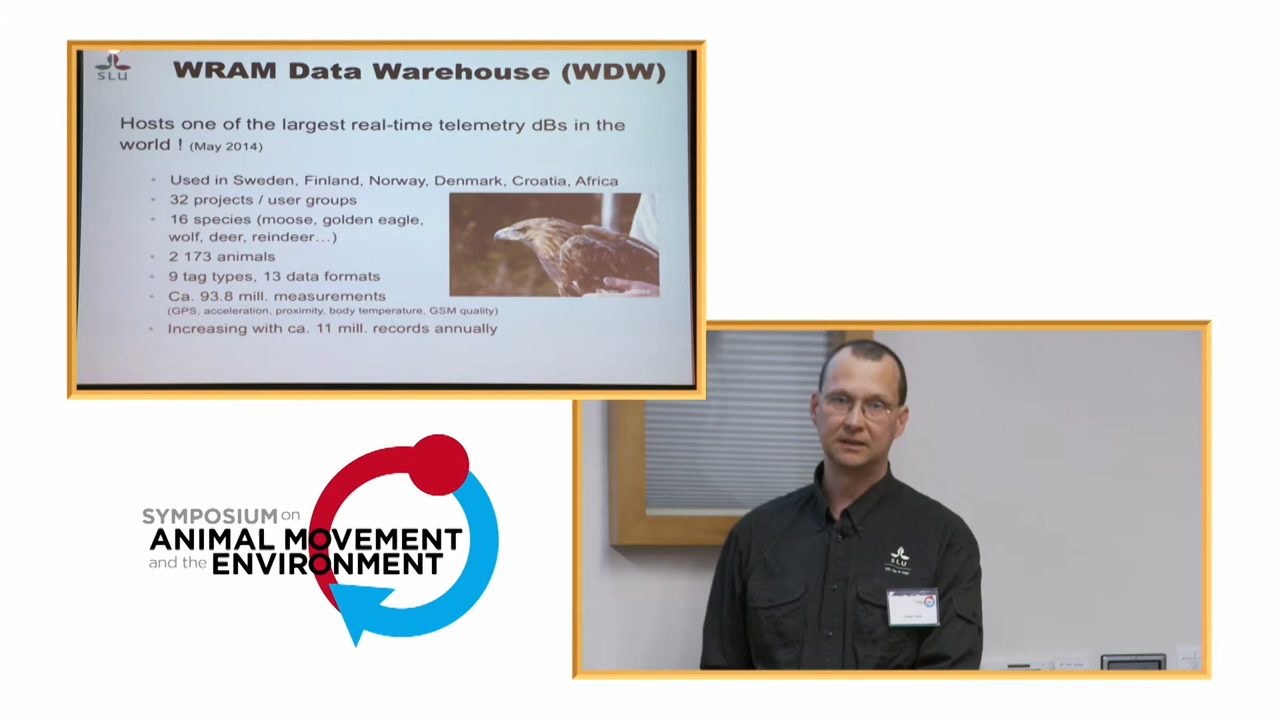 SLU
WRAM Data Warehouse (WDW)
Hosts one of the largest real-time telemetry dBs in the
world ! (May 2014)
• Used in Sweden, Finland, Norway, Denmark, Croatia, Africa
• 32 projects / user groups
• 16 species (moose, golden eagle,
wolf, deer, reindeer…)
• 2 173 animals
• 9 tag types, 13 data formats
• Ca. 93.8 mill. measurements
(GPS, acceleration, proximity, body temperature, GSM quality)
• Increasing with ca. 11 mill. records annually
SYMPOSIUM on
ANIMAL MOVEMENT
and the ENVIRONMENT
SLU